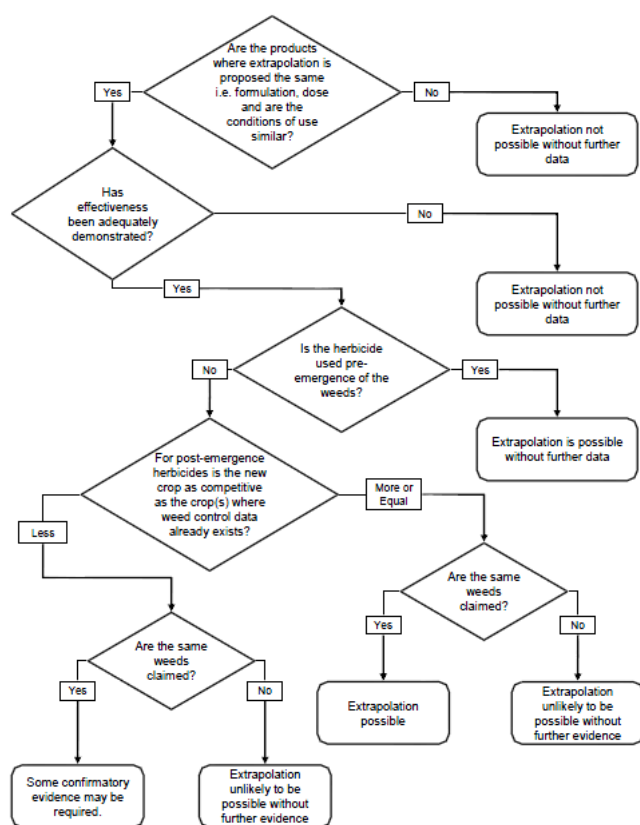 Are the products
where extrapolation is
proposed the same
i.e. formulation, dose
and are the
conditions of use
similar?
Yes
No
Extrapolation not
possible without further
data
Has
effectiveness
been adequately
demonstrated?
No
Extrapolation not
possible without further
data
Yes
Is the herbicide
used pre-
emergence of the
weeds?
No
Yes
Extrapolation is possible
without further data
For post-emergence
herbicides is the new
crop as competitive
as the crop(s) where
weed control data
already exists?
More or
Equal
Less
Are the same
weeds
claimed?
Yes
No
Extrapolation
possible
Extrapolation
unlikely to be
possible without
further evidence
Are the same
weeds
claimed?
Yes
No
Some confirmatory
evidence may be
required.
Extrapolation
unlikely to be
possible without
further evidence